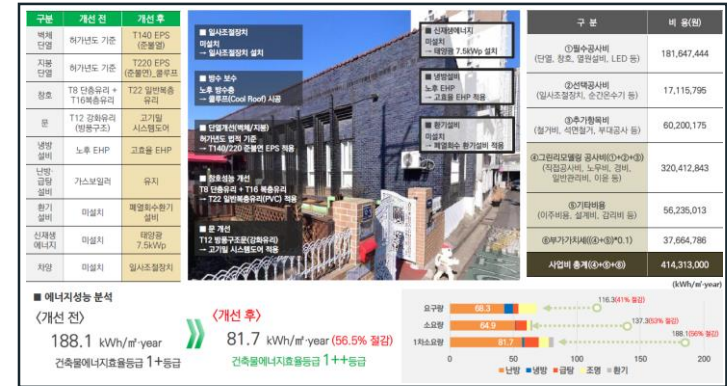 구분 개선 전 개선 후
벽체
단열
허가년도 기준
T140 EPS
(준불연)
지붕
단열
허가년도 기준
T220 EPS
(준불연),쿨루프
창호
T8 단층유리 +
T16복층유리
T22 일반복층
유리
문
T12 강화유리
(방풍구조)
고기밀
시스템도어
냉방
설비
노후 EHP
고효율 EHP
난방·
급탕
설비
가스보일러
유지
환기
설비
미설치
폐열회수환기
설비
신재생
에너지
미설치
태양광
7.5kWp
차양
미설치
일사조절장치
■ 일사조절장치
미설치
→ 일사조절장치 설치
■ 방수 보수
노후 방수층
→ 쿨루프(Cool Roof) 시공
■ 단열개선(벽체/지붕)
허가년도 법적 기준
→ T140/220 준불연 EPS 적용
■ 창호성능 개선
T8 단층유리 + T16 복층유리
→ T22 일반복층유리(PVC) 적용
■ 문 개선
T12 방풍구조문(강화유리)
→ 고기밀 시스템도어 적용
■ 신재생에너지
미설치
→ 태양광 7.5kWp 설치
■ 냉방설비
노후 EHP
→ 고효율 EHP 적용
■ 환기설비
미설치
→ 폐열회수 환기설비 적용
구 분 비 용(원)
①필수공사비
(단열, 창호, 열원설비, LED 등)
181,647,444
②선택공사비
(일사조절장치, 순간온수기 등)
17,115,795
③추가항목비
(철거비, 석면철거, 부대공사 등)
60,200,175
④그린리모델링 공사비(①+②+③)
(직접공사비, 노무비, 경비,
일반관리비, 이윤 등)
320,412,843
⑤기타비용
(이주비용, 설계비, 감리비 등)
56,235,013
⑥부가가치세((④+⑤)*0.1)
37,664,786
사업비 총계(④+⑤+⑥)
414,313,000
■ 에너지성능 분석
〈개선 전〉
188.1 kWh/㎡·year
건축물에너지효율등급 1+등급
〈개선 후〉
81.7 kWh/㎡·year (56.5% 절감)
건축물에너지효율등급 1++등급
(kWh/㎡·year)
요구량 68.3 116.3(41% 절감)
소요량 64.9 137.3(53% 절감)
1차소요량 81.7 188.1(56% 절감)
0 50 100 150 200
난방 냉방 급탕 조명 환기